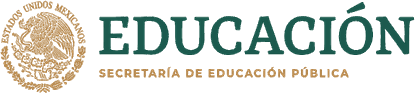 ESTADOS UNIDOS MEXICANOS
EDUCACIÓN
SECRETARÍA DE EDUCACIÓN PÚBLICA